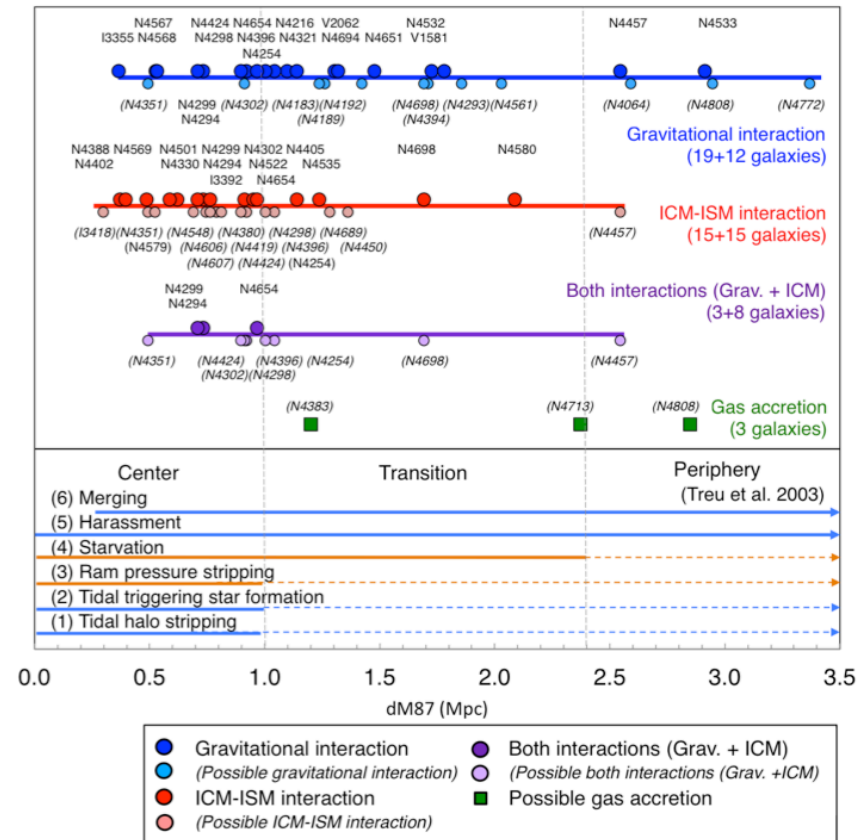 N4567 N4424 N4654 N4216 V2062 N4532 N4457 N4533
I3355 N4568 N4298 N4396 N4321 N4694 N4651 V1581
N4254
(N4351) N4299 (N4302) (N4183)(N4192) (N4698) (N4293)(N4561) (N4064) (N4808) (N4772)
N4294 (N4189) (N4394)
Gravitational interaction
(19+12 galaxies)
N4388 N4569 N4501 N4299 N4302 N4405 N4698 N4580
N4402 N4330 N4294 N4522 N4535
I3392 N4654
ICM-ISM interaction
(15+15 galaxies)
(I3418)(N4351) (N4548) (N4380) (N4298) (N4689) (N4457)
(N4579) (N4606) (N4419) (N4396) (N4450)
(N4607) (N4424) (N4254)
N4299 N4654
N4294
Both interactions (Grav. + ICM)
(3+8 galaxies)
(N4351) (N4424) (N4396) (N4254) (N4698) (N4457)
(N4302)(N4298)
(N4383) (N4713) (N4808) Gas accretion
(3 galaxies)
Center Transition Periphery
(Treu et al. 2003)
(6) Merging
(5) Harassment
(4) Starvation
(3) Ram pressure stripping
(2) Tidal triggering star formation
(1) Tidal halo stripping
0.0 0.5 1.0 1.5 2.0 2.5 3.0 3.5
dM87 (Mpc)
Gravitational interaction
(Possible gravitational interaction)
ICM-ISM interaction
(Possible ICM-ISM interaction)
Both interactions (Grav. + ICM)
(Possible both interactions (Grav. +ICM)
Possible gas accretion